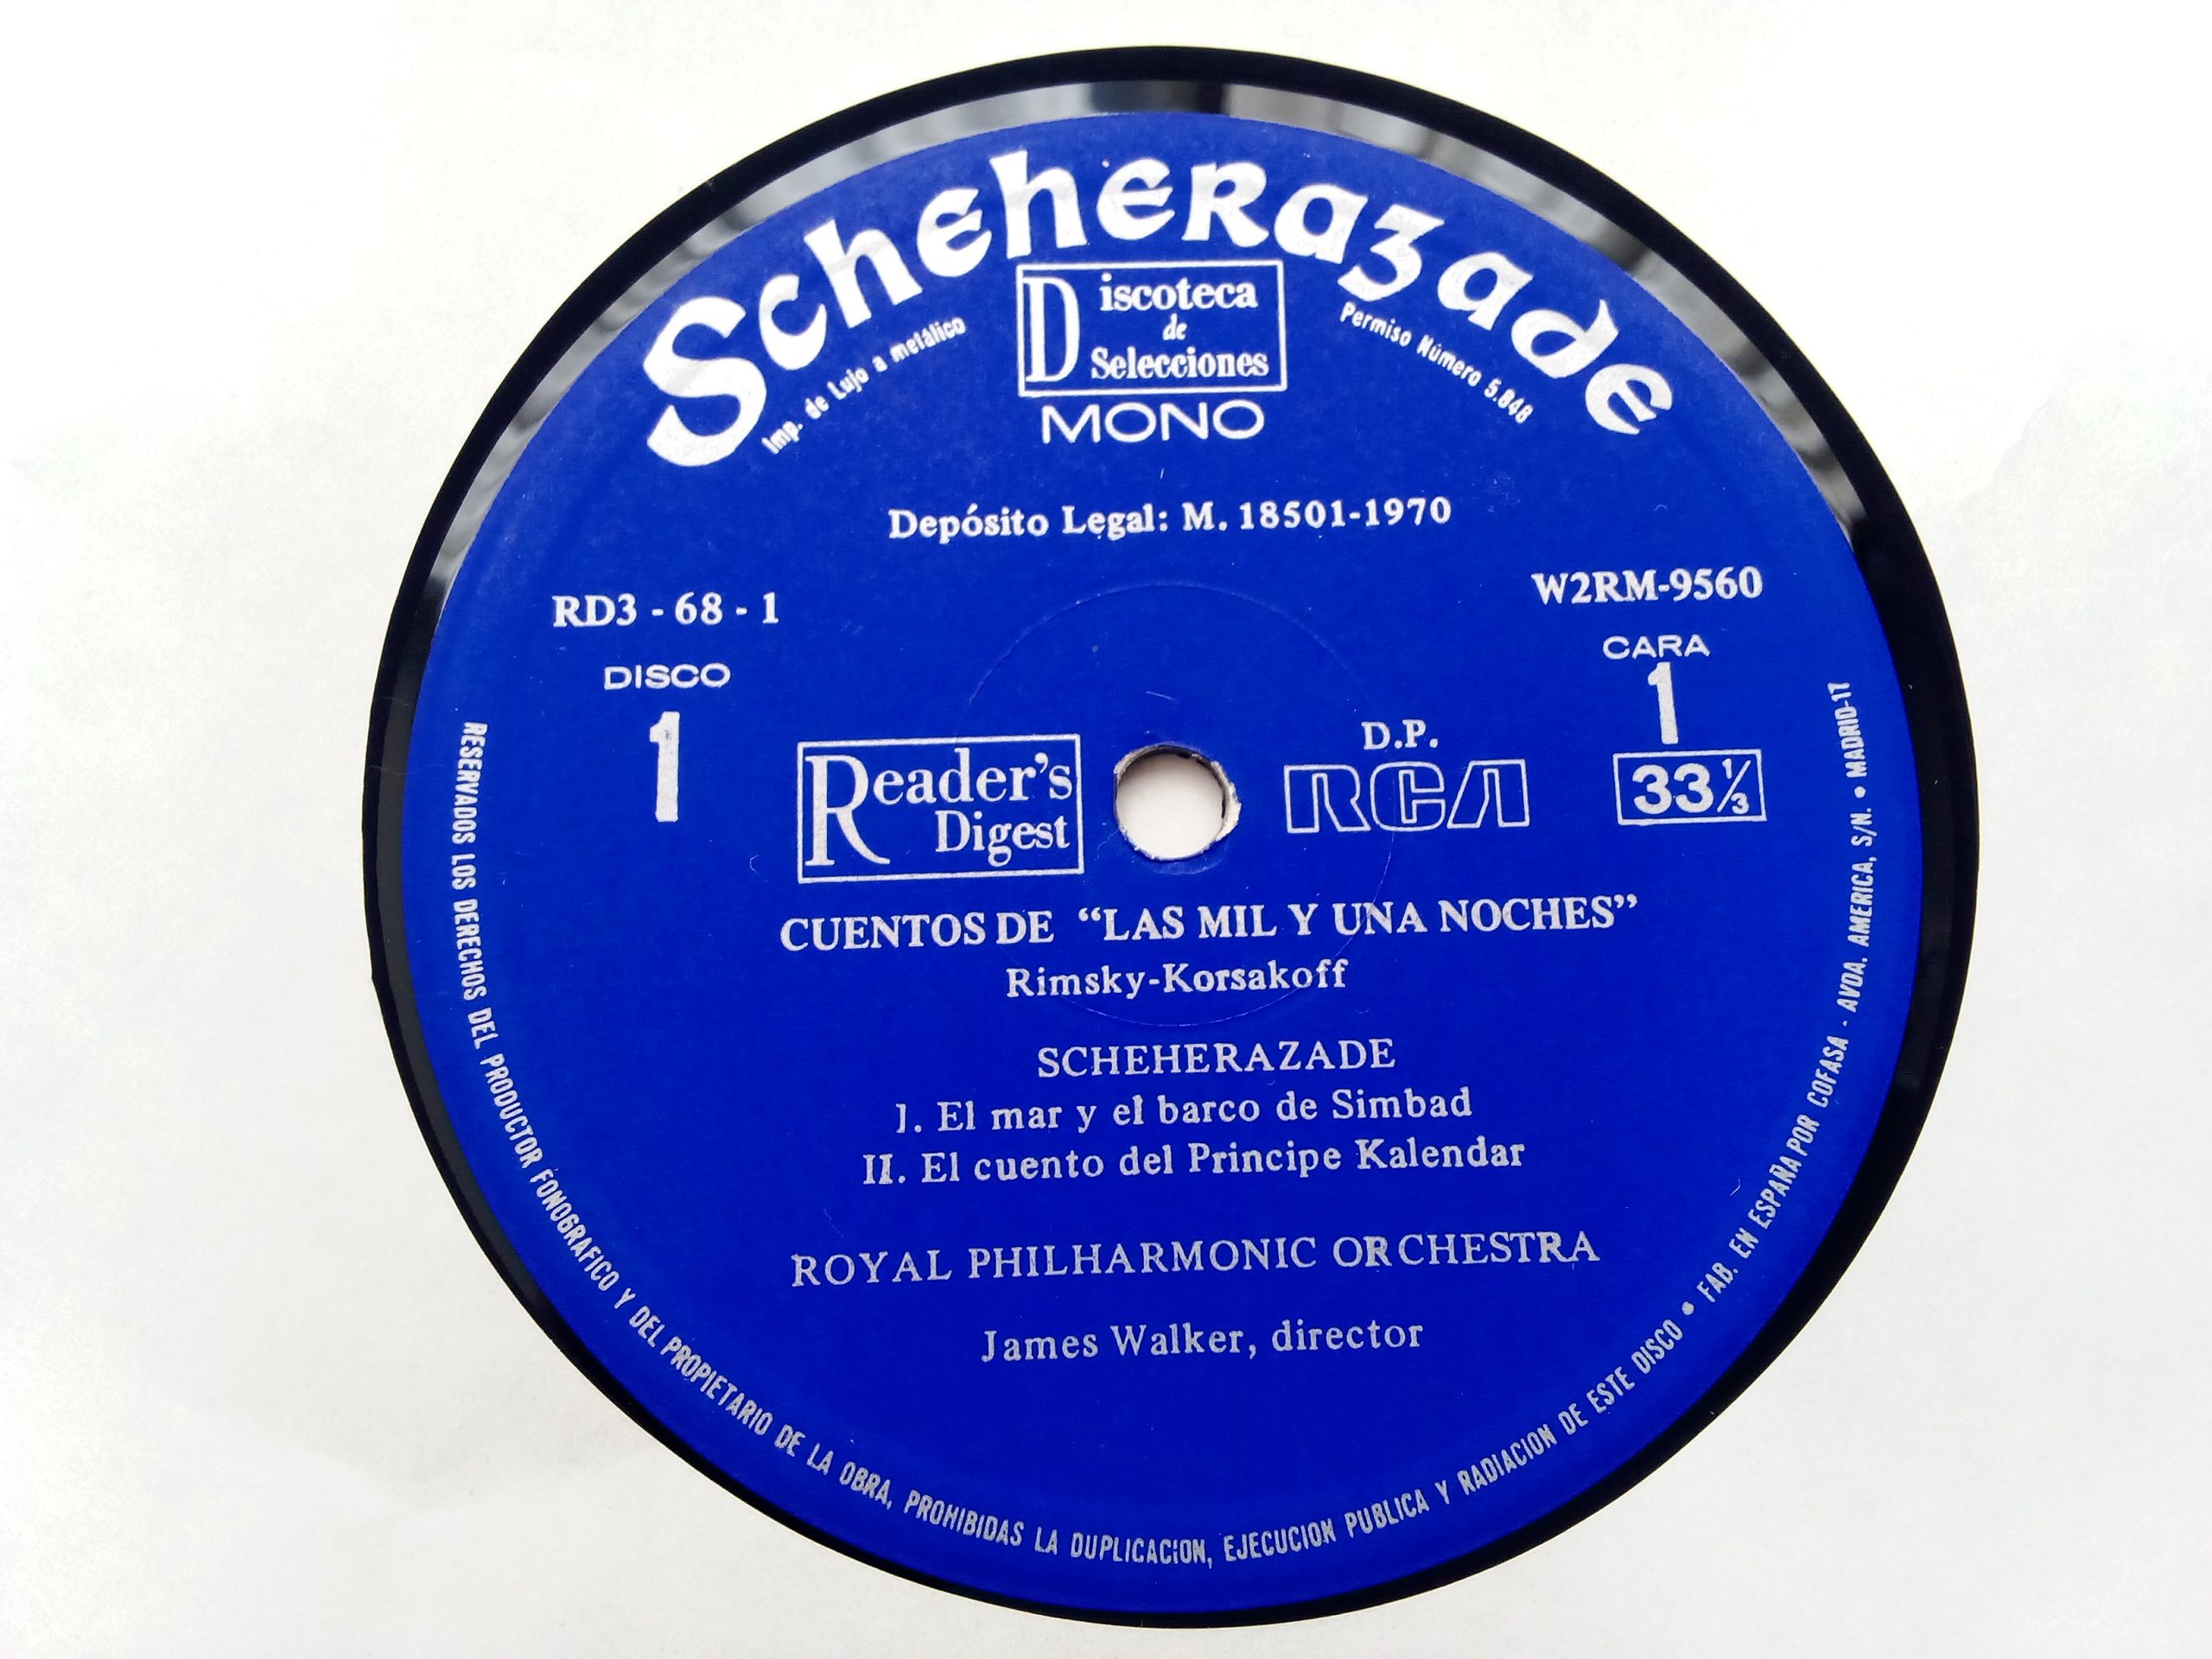 Scheherazade
Imp. de Lujo a metálico
Discoteca
de
Selecciones
Permiso Número 5.848
MONO
Depósito Legal: M. 18501-1970
RD3 - 68 - 1
W2RM-9560
DISCO
1
CARA
1
33 1/3
Reader's
Digest
D.P.
RCA
CUENTOS DE “LAS MIL Y UNA NOCHES”
Rimsky-Korsakoff
SCHEHERAZADE
I. El mar y el barco de Simbad
II. El cuento del Principe Kalendar
ROYAL PHILHARMONIC ORCHESTRA
James Walker, director
RESERVADOS LOS DERECHOS DEL PRODUCTOR FONOGRAFICO Y DEL PROPIETARIO DE LA OBRA, PROHIBIDAS LA DUPLICACION, EJECUCION PUBLICA Y RADIACION DE ESTE DISCO • FAB. EN ESPAÑA POR COFASA - AVDA. AMERICA, S/N. • MADRID-17